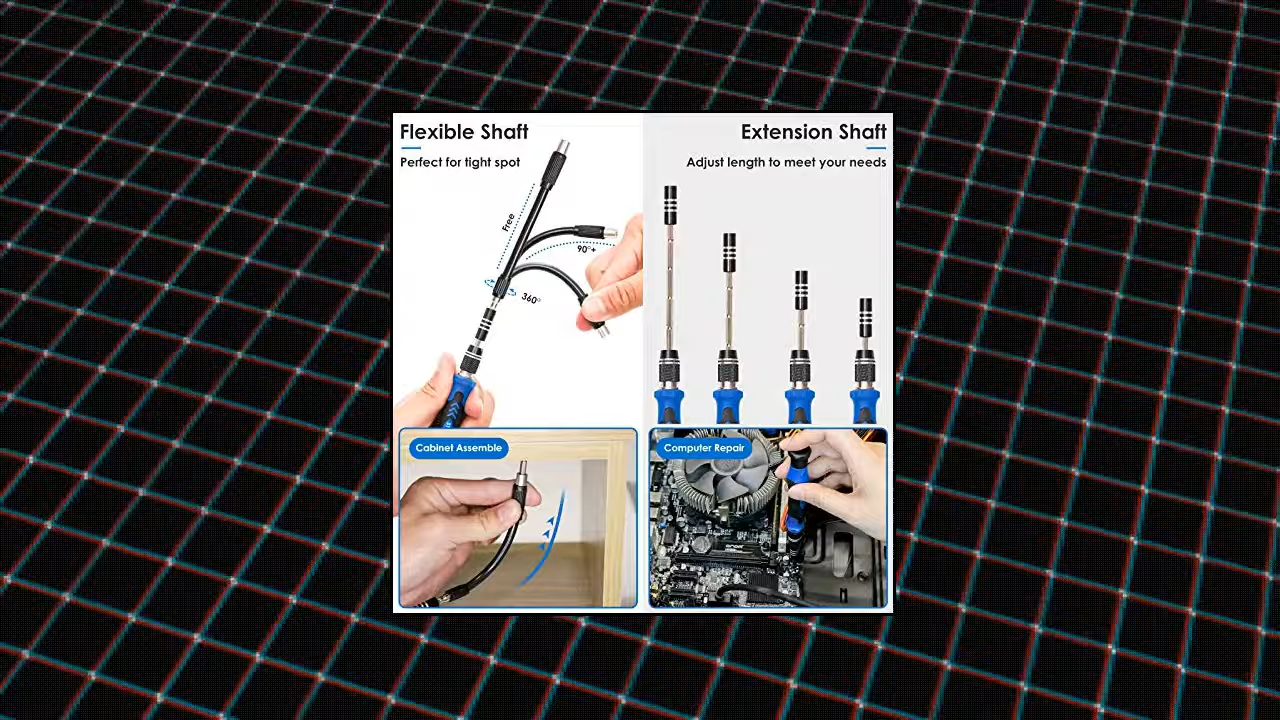 Flexible Shaft
Perfect for tight spot
Free
90°+
360°
Extension Shaft
Adjust length to meet your needs
Cabinet Assemble
Computer Repair